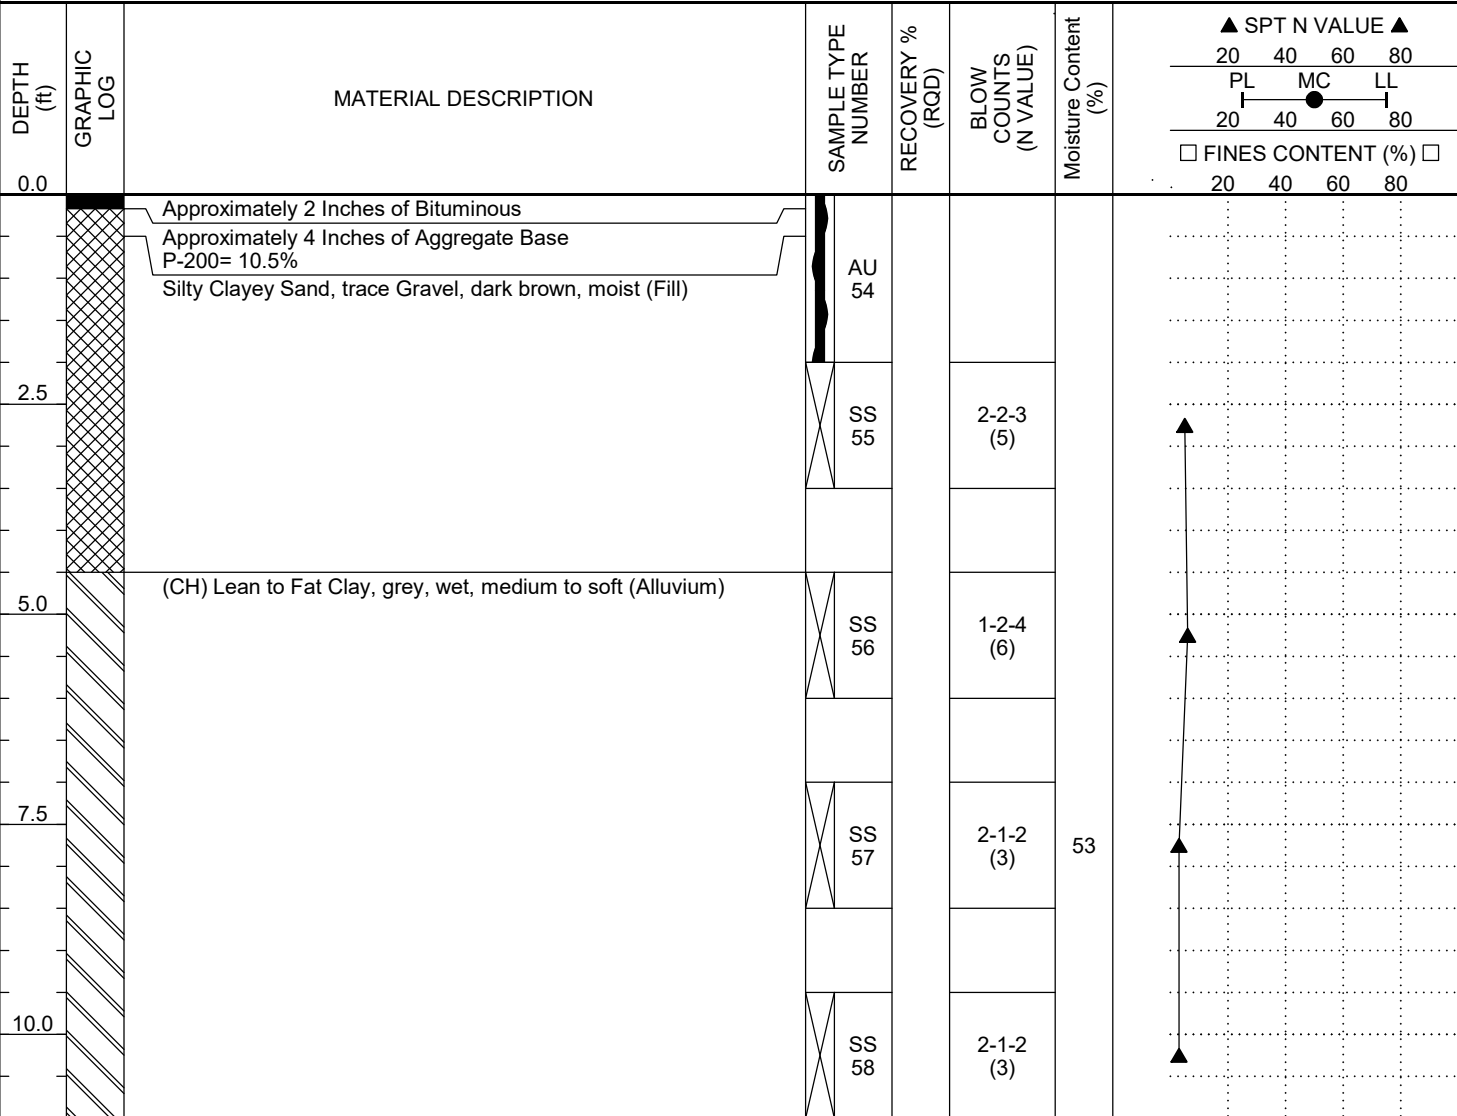 DEPTH
(ft)
GRAPHIC
LOG
MATERIAL DESCRIPTION
SAMPLE TYPE
NUMBER
RECOVERY %
(RQD)
BLOW
COUNTS
(N VALUE)
Moisture Content
(%)
▲ SPT N VALUE ▲
20 40 60 80
PL MC LL
20 40 60 80
□ FINES CONTENT (%) □
20 40 60 80
0.0
Approximately 2 Inches of Bituminous
Approximately 4 Inches of Aggregate Base
P-200= 10.5%
Silty Clayey Sand, trace Gravel, dark brown, moist (Fill)
AU
54
2.5
SS
55
2-2-3
(5)
(CH) Lean to Fat Clay, grey, wet, medium to soft (Alluvium)
5.0
SS
56
1-2-4
(6)
7.5
SS
57
2-1-2
(3)
53
10.0
SS
58
2-1-2
(3)